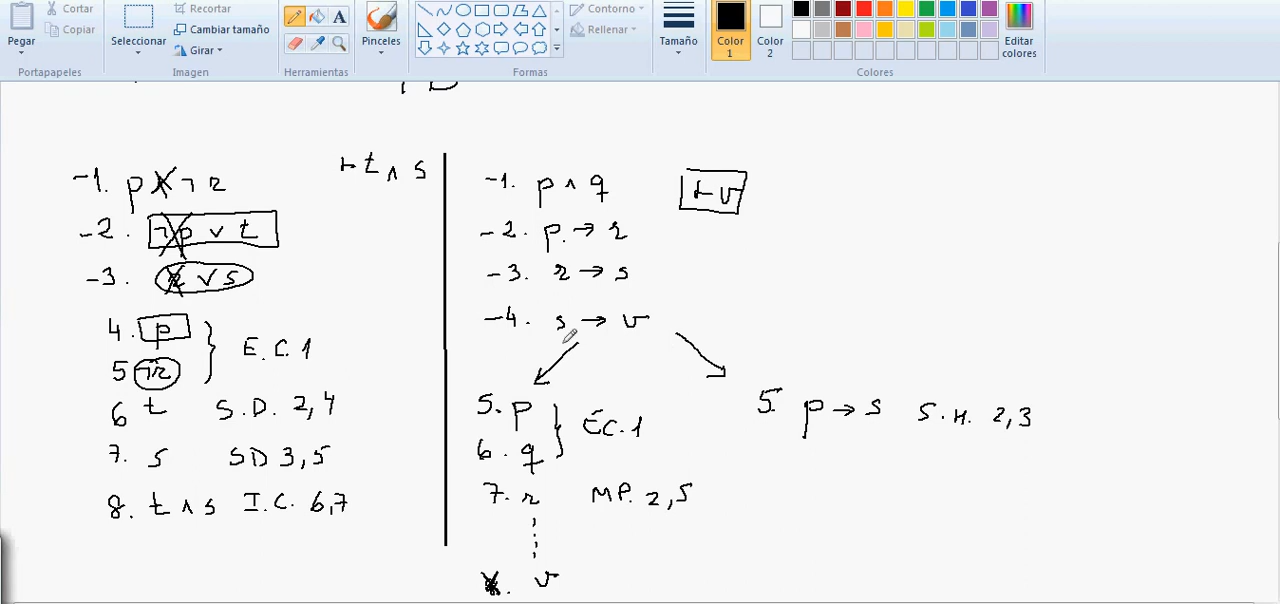 Cortar
Copiar
Pegar
Portapapeles
Seleccionar
Recortar
Cambiar tamaño
Girar
Imagen
A
Herramientas
Pinceles
Contorno
Rellenar
Formas
Tamaño
Color 1
Color 2
Editar colores
Colores
-1. p ∧ ¬r
⊢ t ∧ s
-2. ¬p ∨ t
-3. r ∨ s
4. p
5 ¬r
E.C.1
6 t S.D. 2,4
7. s SD 3,5
8. t ∧ s I.C. 6,7
-1. p ∧ q
⊢ v
-2. p → r
-3. r → s
-4. s → v
5. p
6. q
EC.1
7. r MP. 2,5
v
5. p → s S.H. 2,3